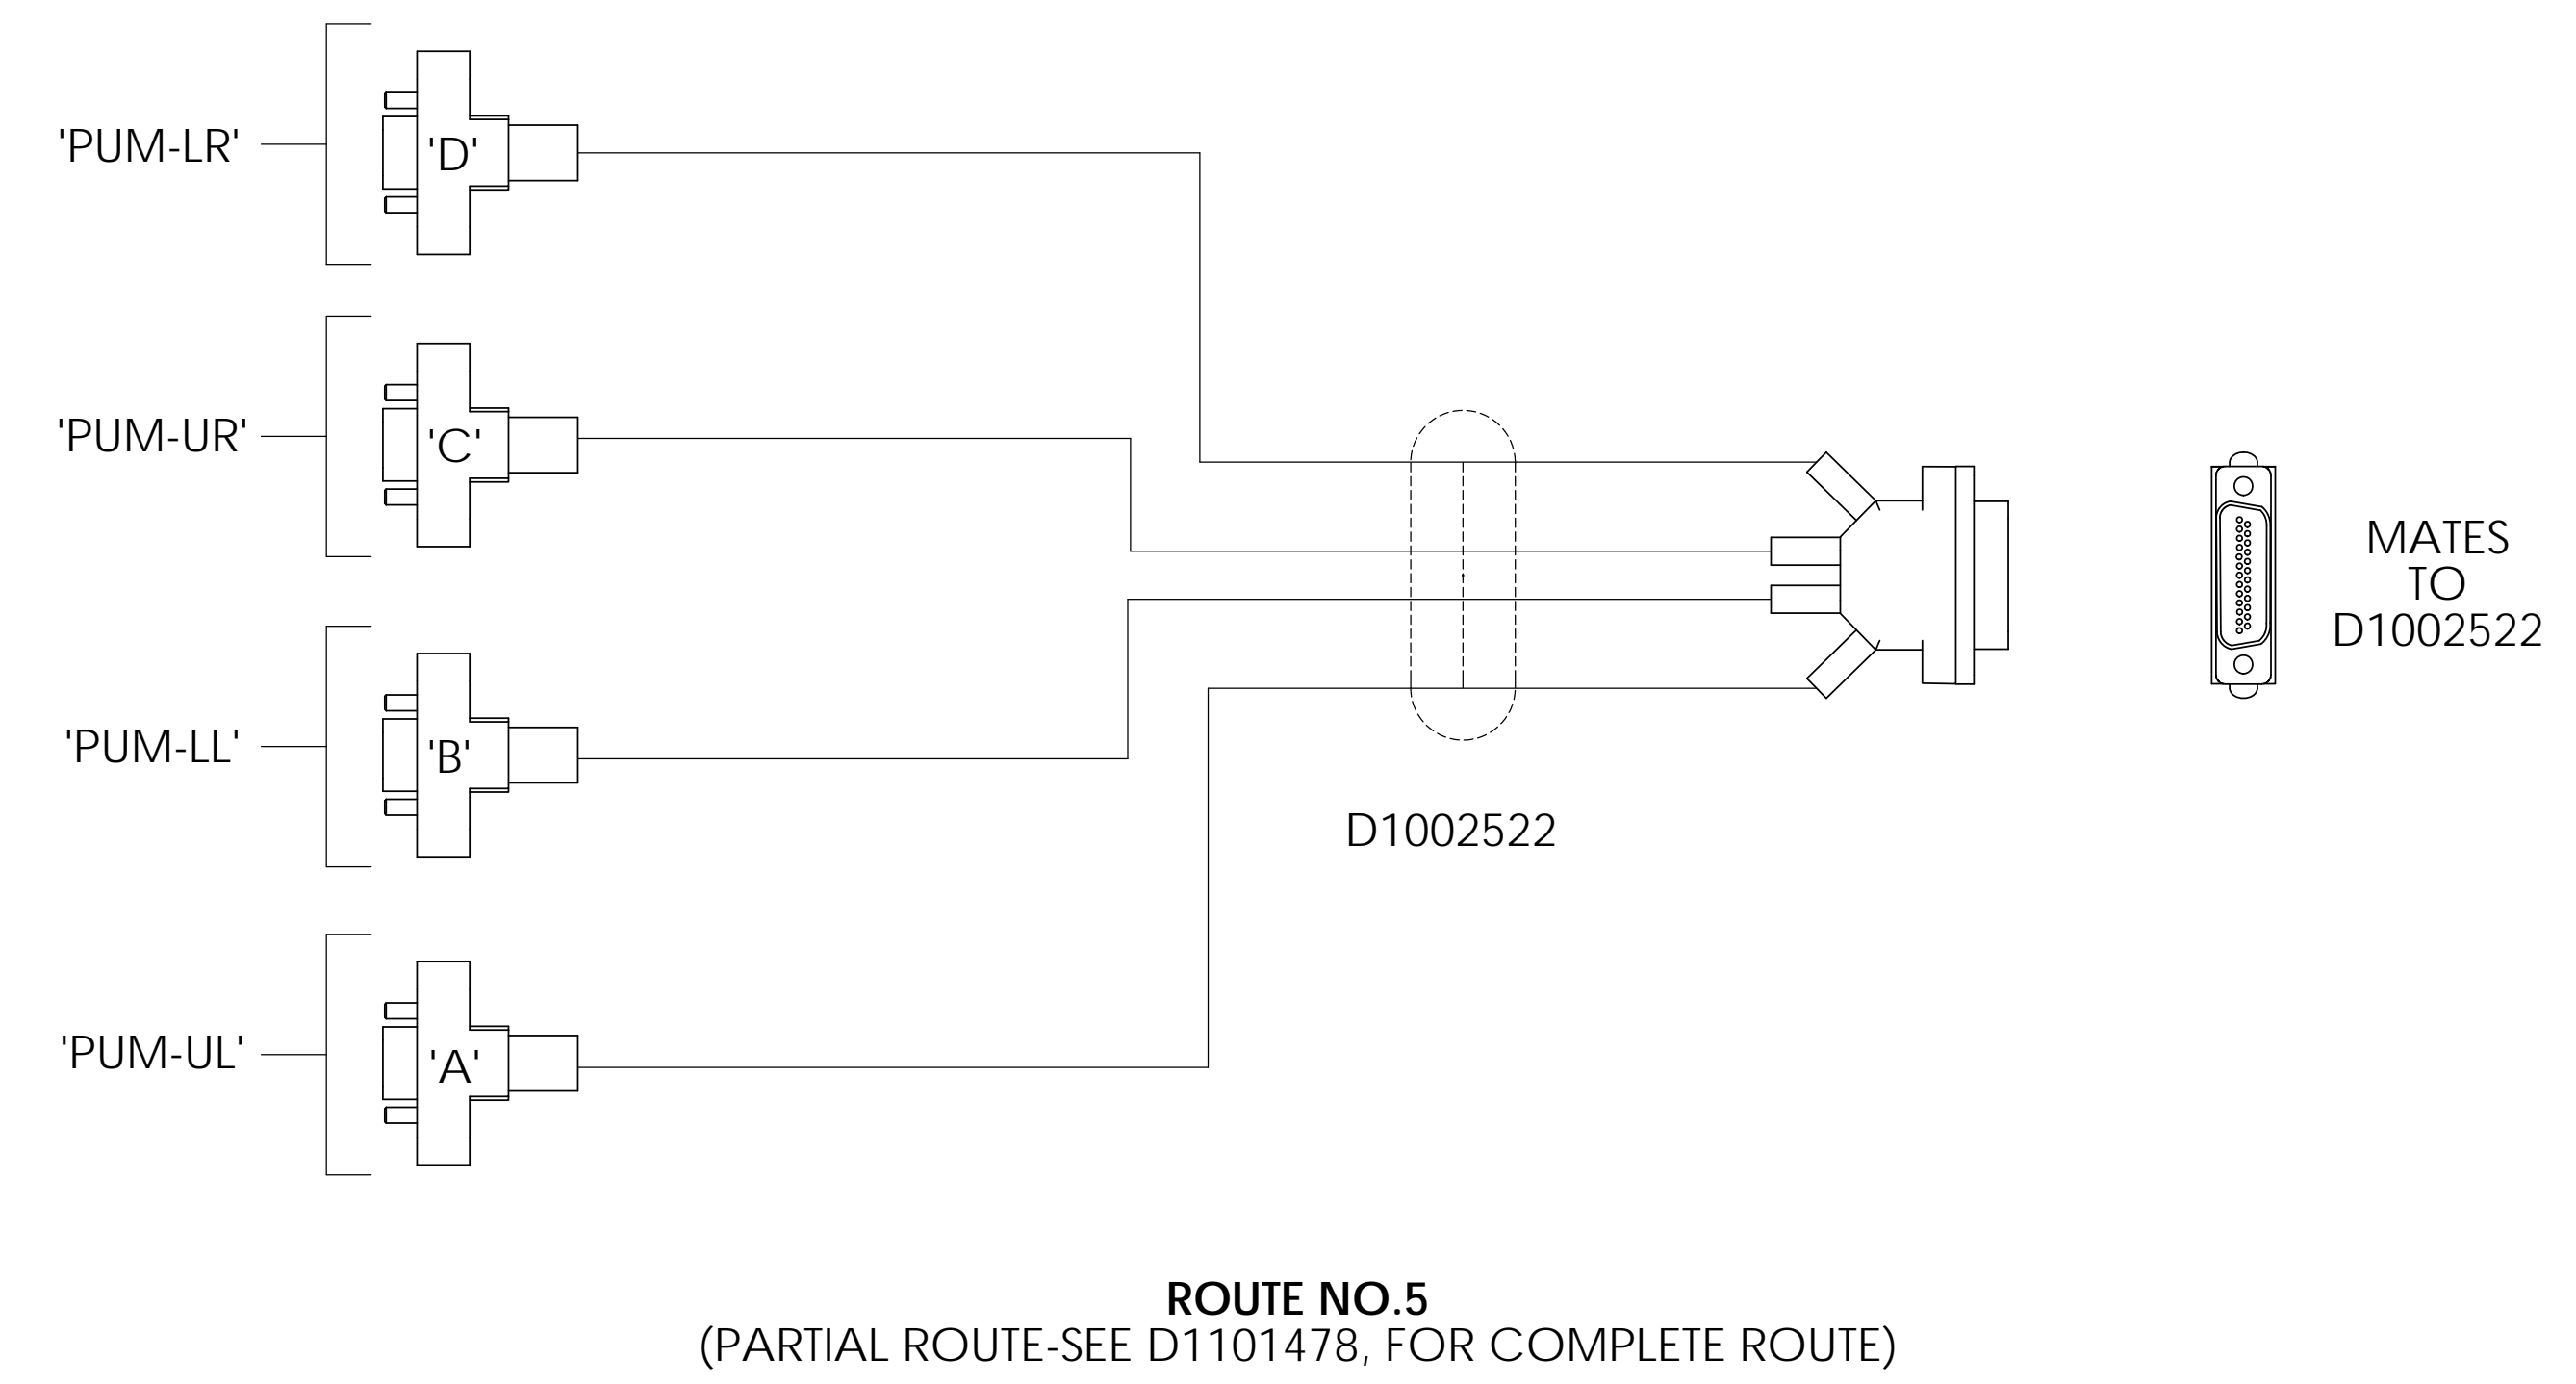 'PUM-LR'
'D'
'PUM-UR'
'C'
MATES
TO
D1002522
'PUM-LL'
'B'
D1002522
'PUM-UL'
'A'
ROUTE NO.5
(PARTIAL ROUTE-SEE D1101478, FOR COMPLETE ROUTE)